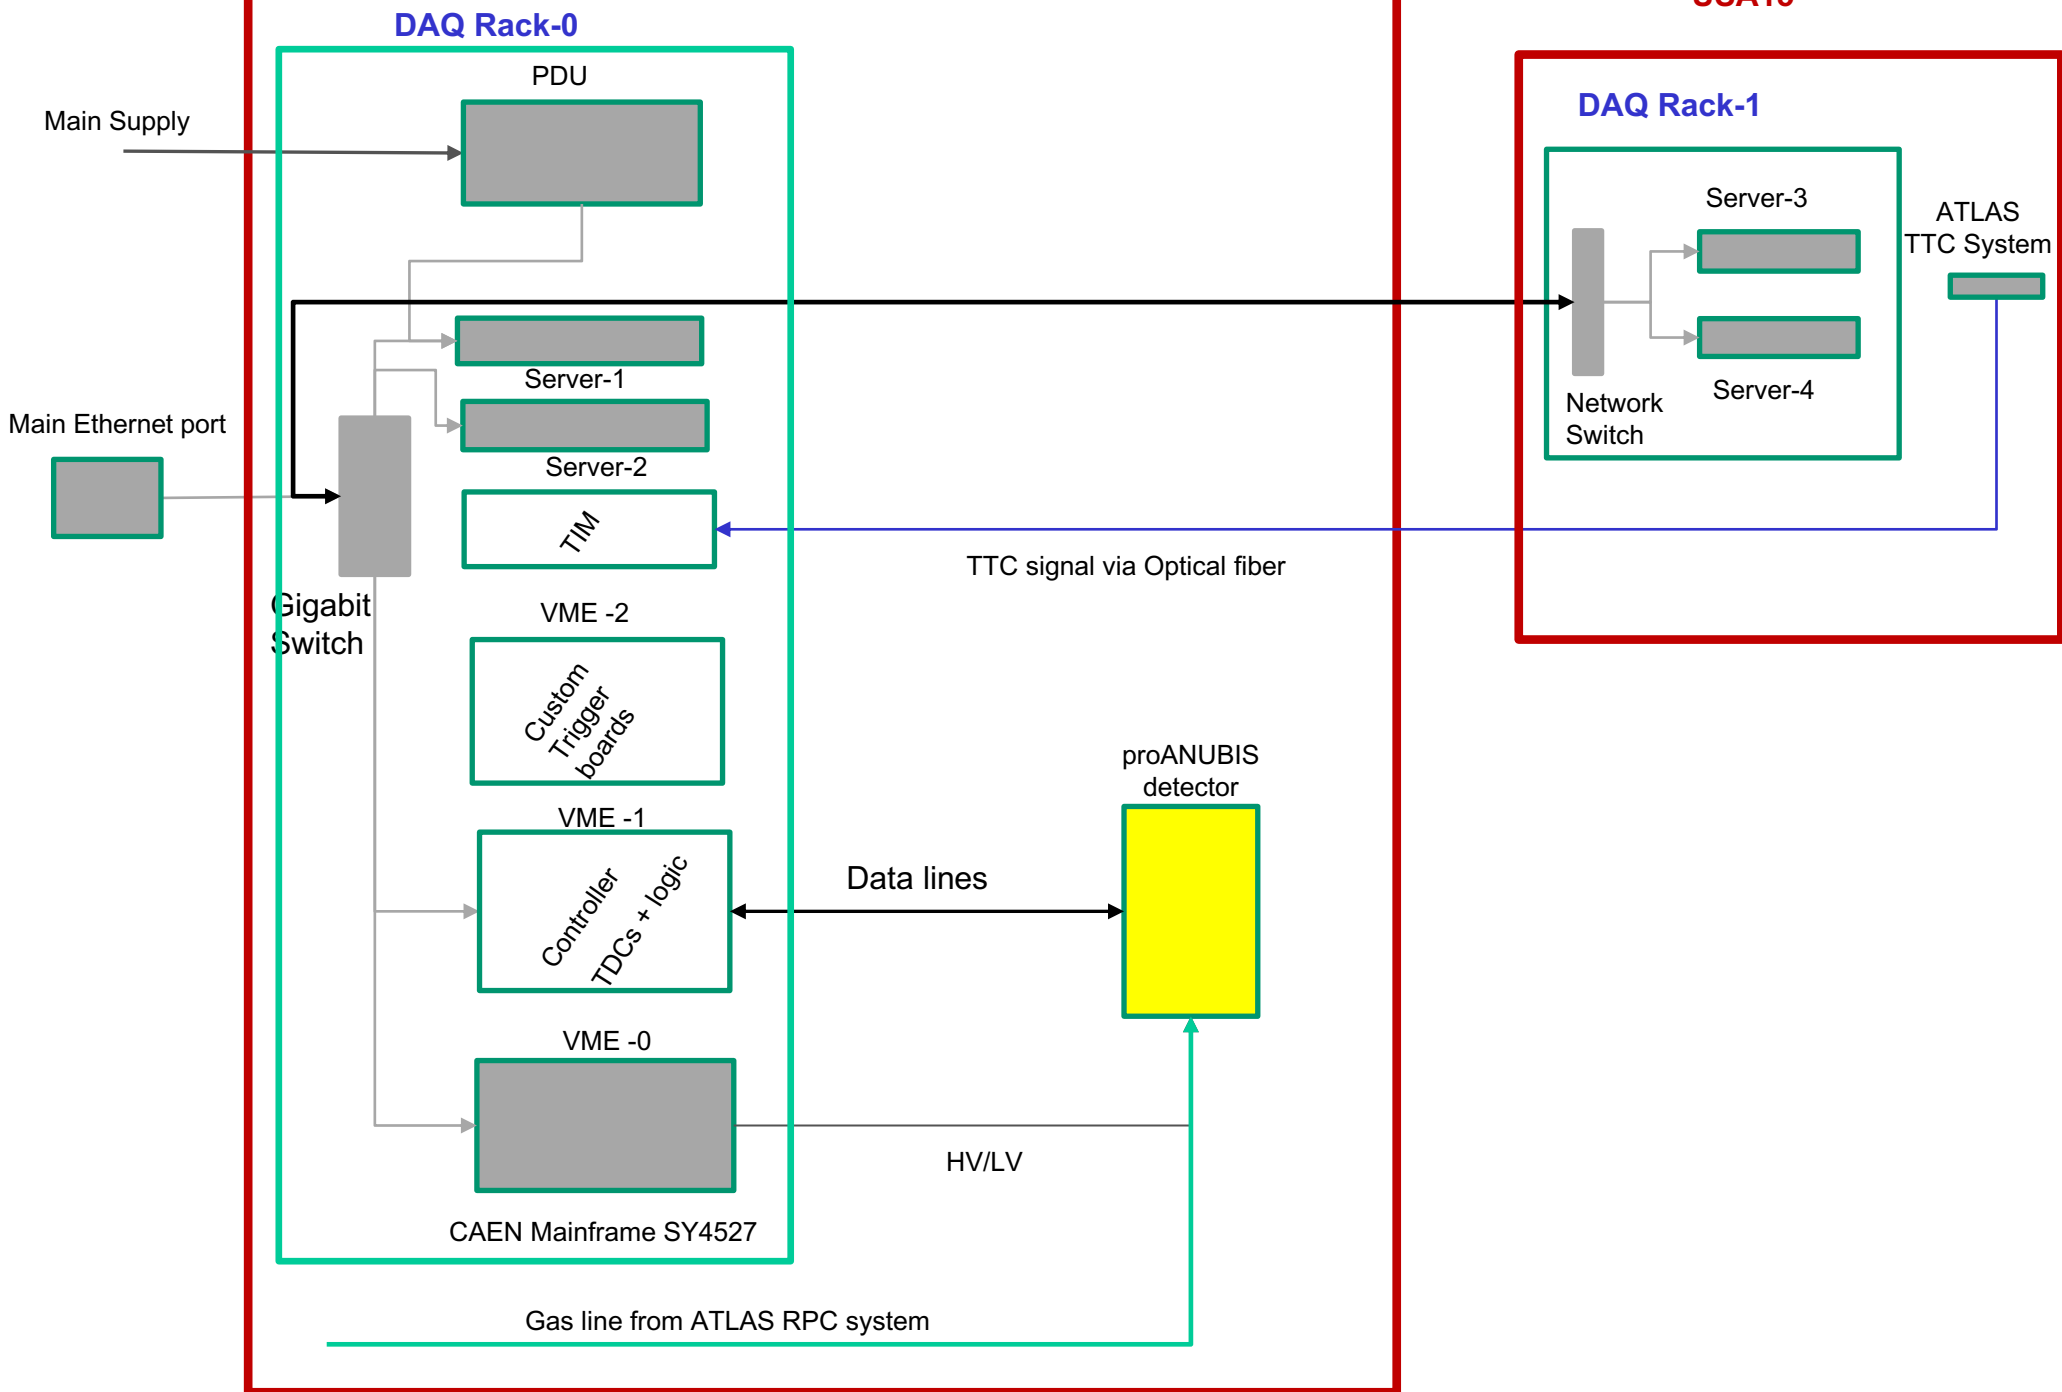 DAQ Rack-0
PDU
Main Supply
DAQ Rack-1
Server-3
ATLAS
TTC System
Server-1
Server-4
Network
Switch
Main Ethernet port
Server-2
TIM
TTC signal via Optical fiber
Gigabit
Switch
VME -2
Custom
Trigger
boards
proANUBIS
detector
VME -1
Controller
TDCs + logic
Data lines
VME -0
HV/LV
CAEN Mainframe SY4527
Gas line from ATLAS RPC system